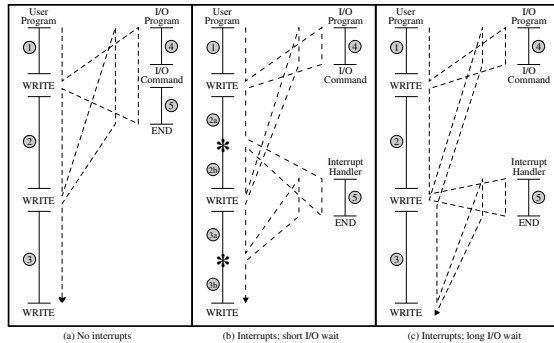 User
Program
1
WRITE
2
WRITE
3
WRITE
I/O
Program
4
I/O
Command
5
END
(a) No interrupts
User
Program
1
WRITE
2a
*
2b
WRITE
3a
*
3b
WRITE
I/O
Program
4
I/O
Command
Interrupt
Handler
5
END
(b) Interrupts; short I/O wait
User
Program
1
WRITE
2
WRITE
3
WRITE
I/O
Program
4
I/O
Command
Interrupt
Handler
5
END
(c) Interrupts; long I/O wait